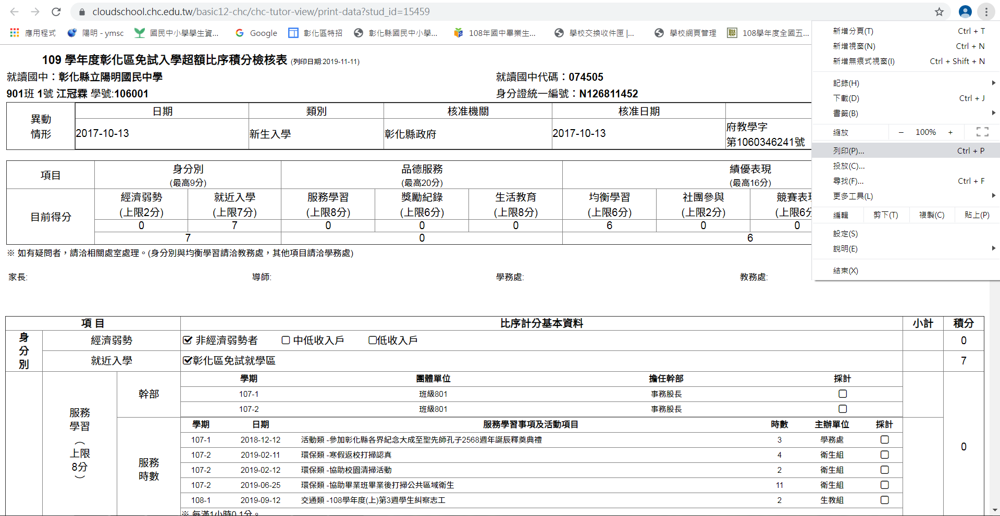 cloudschool.chc.edu.tw/basic12-chc/chc-tutor-view/print-data?stud_id=15459
應用程式 陽明 - ymsc 國民中小學學生資... Google 彰化區特招 彰化縣國民中小學... 108年國中畢業生... 學校交換收件匣 |... 學校網頁管理 108學年度全國五...
新增分頁(T) Ctrl + T
新增視窗(N) Ctrl + N
新增無痕式視窗(I) Ctrl + Shift + N
記錄(H)
下載(D) Ctrl + J
書籤(B)
縮放 − 100% +
列印(P)... Ctrl + P
投放(C)...
尋找(F)... Ctrl + F
更多工具(L)
編輯 剪下(T) 複製(C) 貼上(P)
設定(S)
說明(E)
結束(X)
109 學年度彰化區免試入學超額比序積分檢核表 (列印日期:2019-11-11)
就讀國中：彰化縣立陽明國民中學 就讀國中代碼：074505
901班 1號 江冠霖 學號:106001 身分證統一編號：N126811452
異動
情形
日期 類別 核准機關 核准日期
2017-10-13 新生入學 彰化縣政府 2017-10-13 府教學字
第1060346241號
項目 身分別 品德服務 績優表現
(最高9分) (最高20分) (最高16分)
目前得分
經濟弱勢 就近入學 服務學習 獎勵紀錄 生活教育 均衡學習 社團參與 競賽表
(上限2分) (上限7分) (上限8分) (上限6分) (上限8分) (上限6分) (上限2分) (上限6
0 7 0 0 0 6 0 0
7 0 6
※ 如有疑問者，請洽相關處室處理。(身分別與均衡學習請洽教務處，其他項目請洽學務處)
家長: 導師: 學務處: 教務處:
項 目 比序計分基本資料 小計 積分
身
分
別
經濟弱勢 非經濟弱勢者 中低收入戶 低收入戶 0
就近入學 彰化區免試就學區 7
服務
學習
（
上限
8分
）
幹部
學期 團體單位 擔任幹部 採計
107-1 班級801 事務股長
107-2 班級801 事務股長
服務
時數
學期 日期 服務學習事項及活動項目 時數 主辦單位 採計
107-1 2018-12-12 活動類 -參加彰化縣各界紀念大成至聖先師孔子2568週年誕辰釋奠典禮 3 學務處
107-2 2019-02-11 環保類 -寒假返校打掃認真 4 衛生組
107-2 2019-02-12 環保類 -協助校園清掃活動 2 衛生組
107-2 2019-06-25 環保類 -協助畢業班畢業後打掃公共區域衛生 11 衛生組
108-1 2019-09-12 交通類 -108學年度(上)第3週學生糾察志工 2 生教組
0
※ 每滿1小時0.1分。